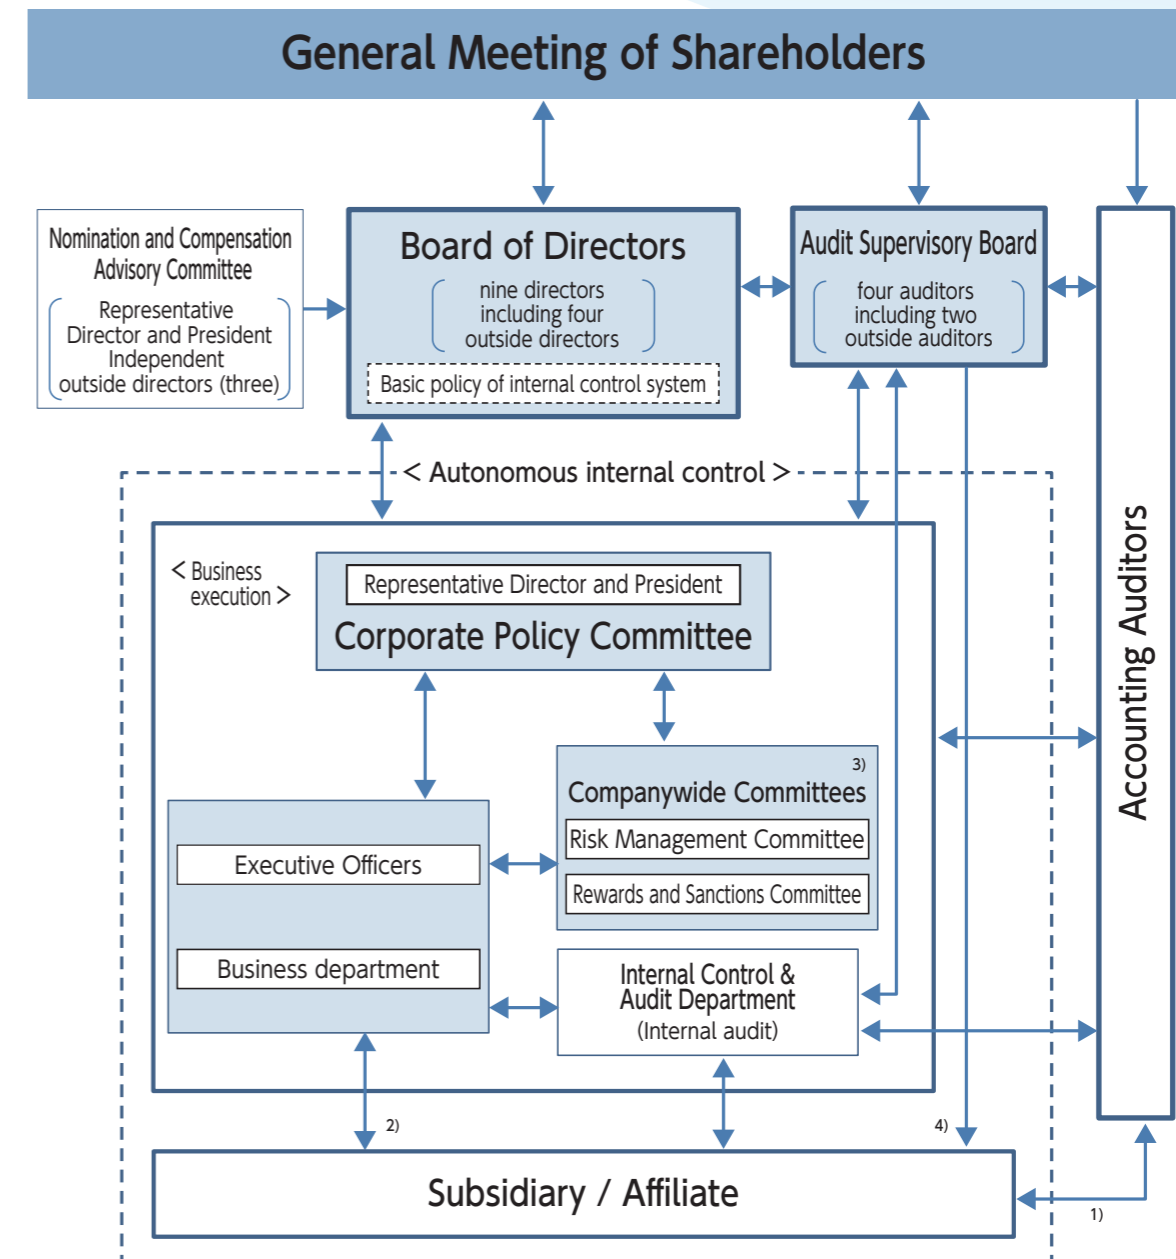 General Meeting of Shareholders
Nomination and Compensation
Advisory Committee
Representative
Director and President
Independent
outside directors (three)
Board of Directors
nine directors
including four
outside directors
Basic policy of internal control system
Audit Supervisory Board
four auditors
including two
outside auditors
Accounting Auditors
< Autonomous internal control >
< Business
execution >
Representative Director and President
Corporate Policy Committee
3)
Companywide Committees
Risk Management Committee
Rewards and Sanctions Committee
Executive Officers
Business department
Internal Control &
Audit Department
(Internal audit)
2)
4)
Subsidiary / Affiliate
1)